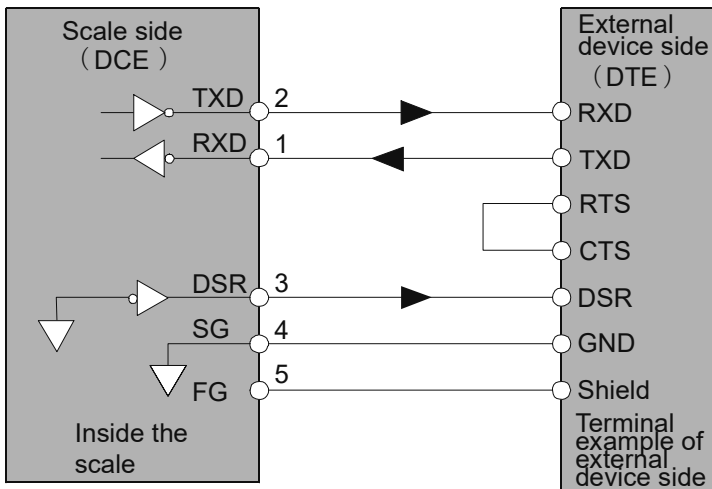 Scale side
（DCE）
External
device side
（DTE）
TXD
2
RXD
RXD
1
TXD
RTS
CTS
DSR
3
DSR
SG
4
GND
FG
5
Shield
Inside the
scale
Terminal
example of
external
device side